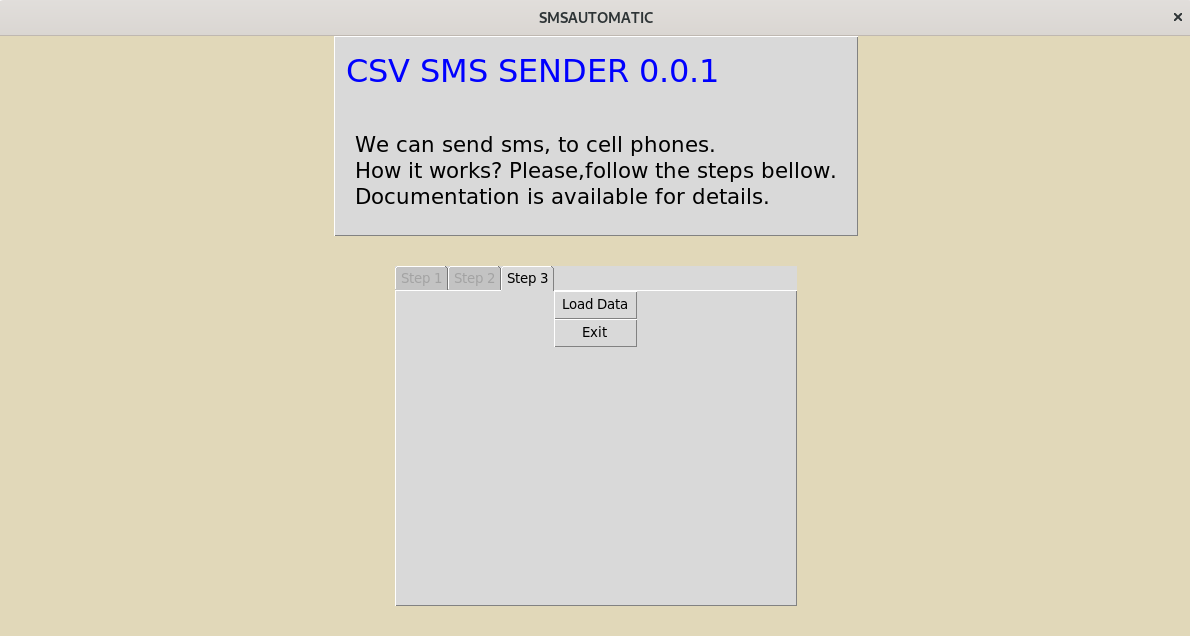 SMSAUTOMATIC ×
CSV SMS SENDER 0.0.1
We can send sms, to cell phones.
How it works? Please,follow the steps bellow.
Documentation is available for details.
Step 1 Step 2 Step 3
Load Data
Exit